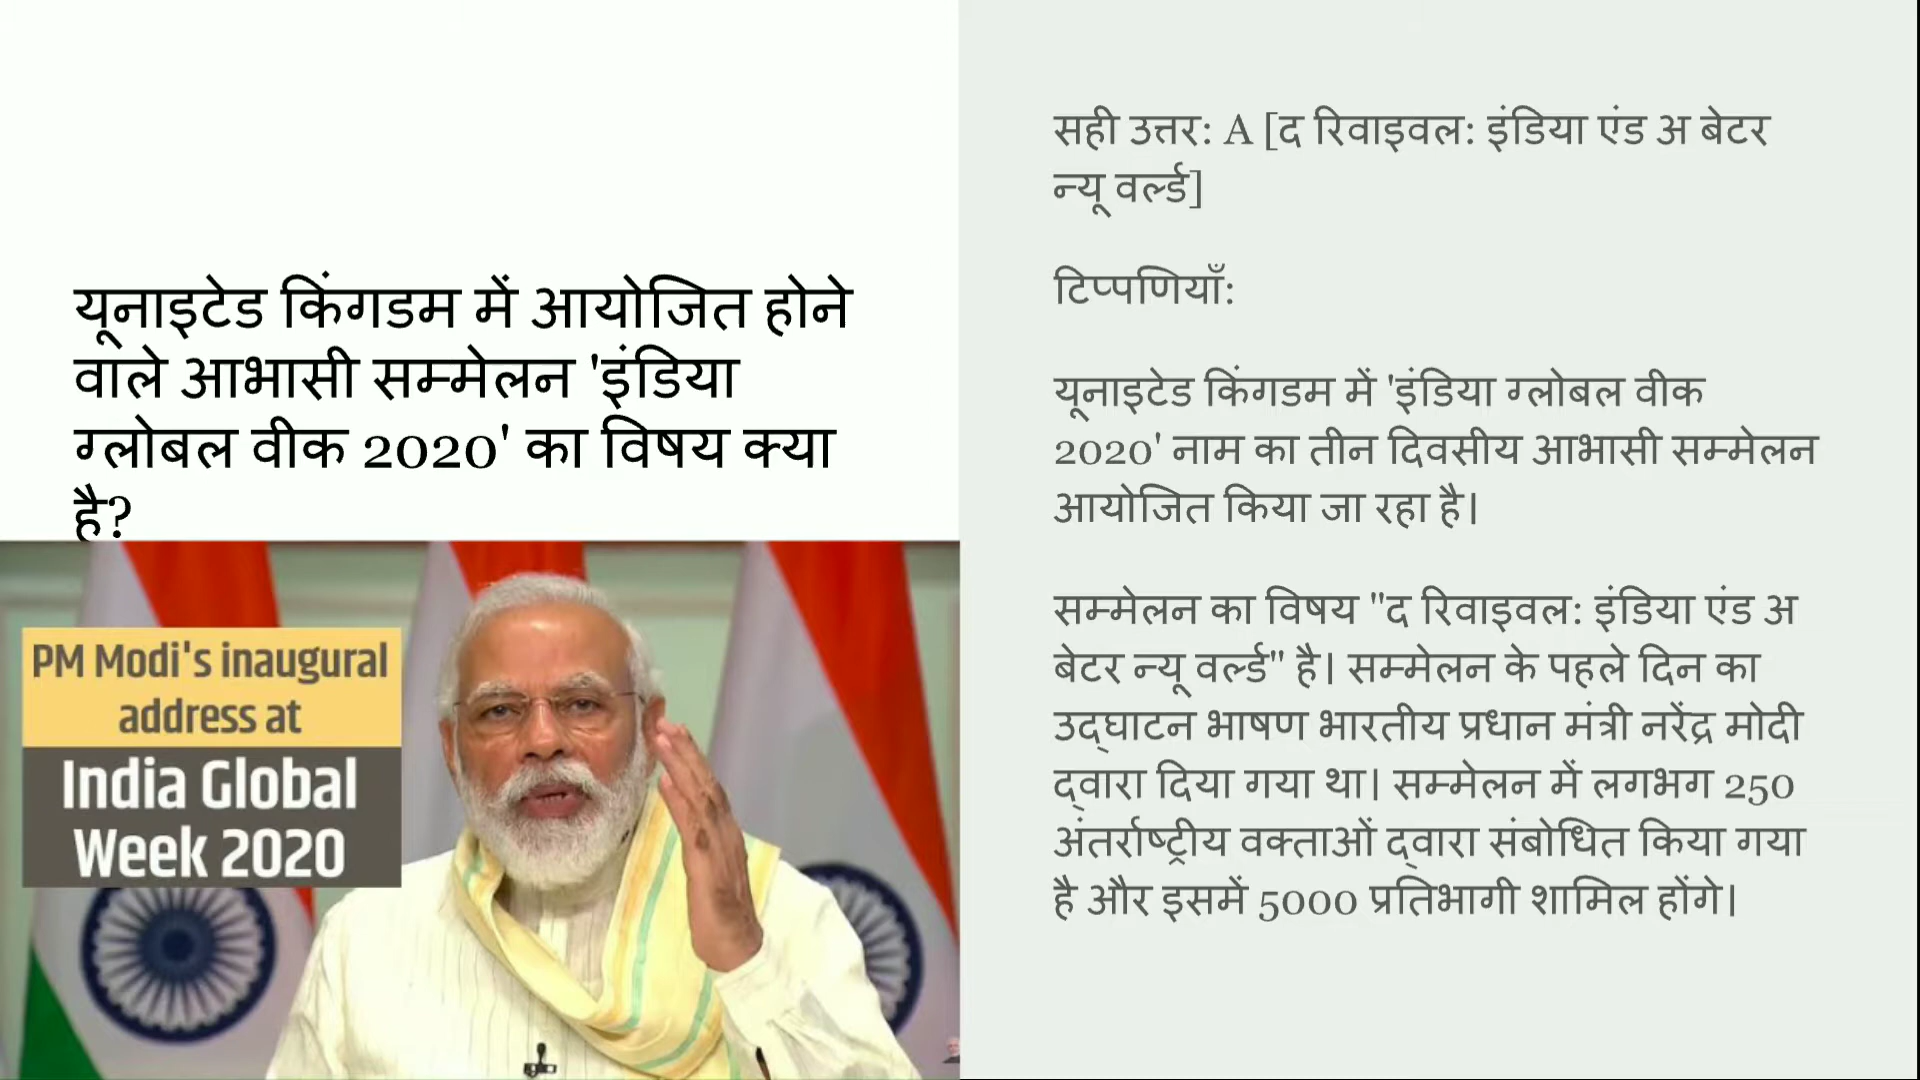 यूनाइटेड किंगडम में आयोजित होने
वाले आभासी सम्मेलन 'इंडिया
ग्लोबल वीक 2020' का विषय क्या
है?
PM Modi's inaugural
address at
India Global
Week 2020
सही उत्तर: A [द रिवाइवल: इंडिया एंड अ बेटर
न्यू वर्ल्ड]
टिप्पणियाँ:
यूनाइटेड किंगडम में 'इंडिया ग्लोबल वीक
2020' नाम का तीन दिवसीय आभासी सम्मेलन
आयोजित किया जा रहा है।
सम्मेलन का विषय "द रिवाइवल: इंडिया एंड अ
बेटर न्यू वर्ल्ड" है। सम्मेलन के पहले दिन का
उद्घाटन भाषण भारतीय प्रधान मंत्री नरेंद्र मोदी
द्वारा दिया गया था। सम्मेलन में लगभग 250
अंतर्राष्ट्रीय वक्ताओं द्वारा संबोधित किया गया
है और इसमें 5000 प्रतिभागी शामिल होंगे।